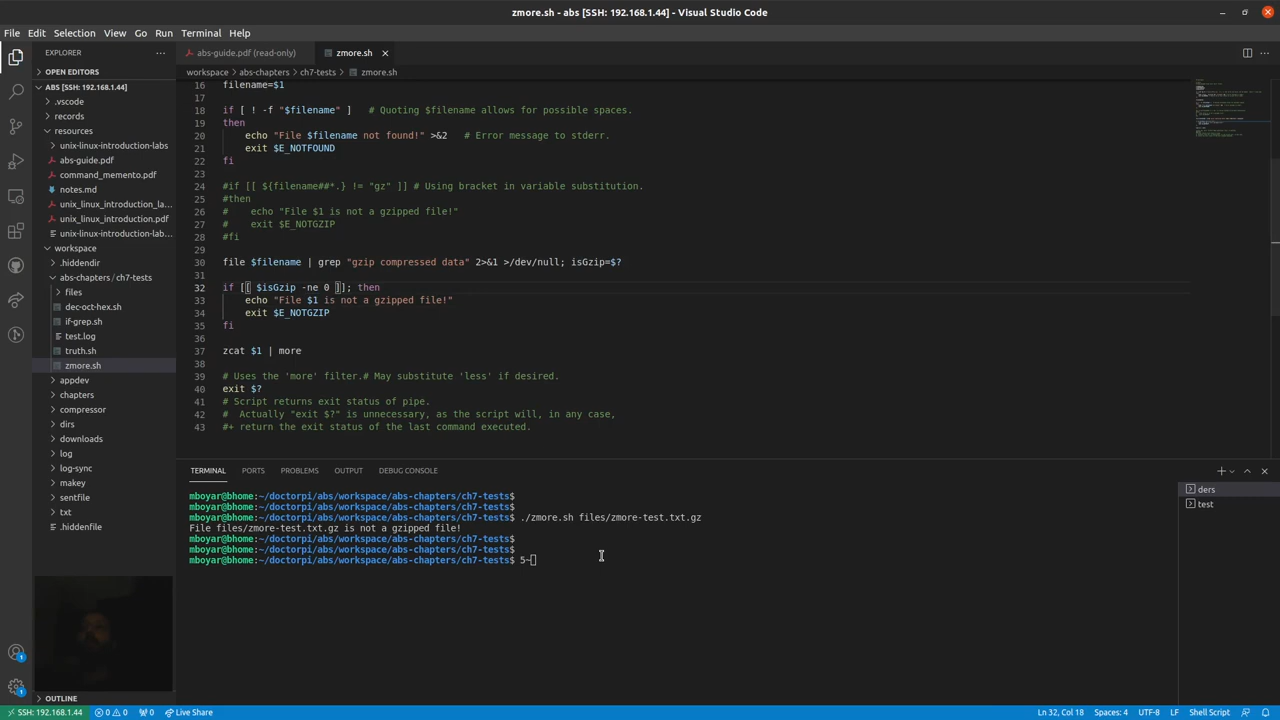 zmore.sh - abs [SSH: 192.168.1.44] - Visual Studio Code
File Edit Selection View Go Run Terminal Help
EXPLORER
OPEN EDITORS
ABS [SSH: 192.168.1.44]
.vscode
records
resources
unix-linux-introduction-labs
abs-guide.pdf
command_memento.pdf
notes.md
unix_linux_introduction_la...
unix_linux_introduction.pdf
unix-linux-introduction-lab...
workspace
.hiddendir
abs-chapters / ch7-tests
files
dec-oct-hex.sh
if-grep.sh
test.log
truth.sh
zmore.sh
appdev
chapters
compressor
dirs
downloads
log
log-sync
makey
sentfile
txt
.hiddenfile
OUTLINE
abs-guide.pdf (read-only) zmore.sh
workspace > abs-chapters > ch7-tests > zmore.sh
16 filename=$1
17
18 if [ ! -f "$filename" ]   # Quoting $filename allows for possible spaces.
19 then
20     echo "File $filename not found!" >&2   # Error message to stderr.
21     exit $E_NOTFOUND
22 fi
23
24 #if [[ ${filename##*.} != "gz" ]] # Using bracket in variable substitution.
25 #then
26 #    echo "File $1 is not a gzipped file!"
27 #    exit $E_NOTGZIP
28 #fi
29
30 file $filename | grep "gzip compressed data" 2>&1 >/dev/null; isGzip=$?
31
32 if [[ $isGzip -ne 0 ]]; then
33     echo "File $1 is not a gzipped file!"
34     exit $E_NOTGZIP
35 fi
36
37 zcat $1 | more
38
39 # Uses the 'more' filter.# May substitute 'less' if desired.
40 exit $?
41 # Script returns exit status of pipe.
42 #  Actually "exit $?" is unnecessary, as the script will, in any case,
43 #+ return the exit status of the last command executed.
TERMINAL PORTS PROBLEMS OUTPUT DEBUG CONSOLE
mboyar@bhome:~/doctorpi/abs/workspace/abs-chapters/ch7-tests$
mboyar@bhome:~/doctorpi/abs/workspace/abs-chapters/ch7-tests$
mboyar@bhome:~/doctorpi/abs/workspace/abs-chapters/ch7-tests$ ./zmore.sh files/zmore-test.txt.gz
File files/zmore-test.txt.gz is not a gzipped file!
mboyar@bhome:~/doctorpi/abs/workspace/abs-chapters/ch7-tests$
mboyar@bhome:~/doctorpi/abs/workspace/abs-chapters/ch7-tests$
mboyar@bhome:~/doctorpi/abs/workspace/abs-chapters/ch7-tests$ 5~
ders
test
1
1
SSH: 192.168.1.44 0 0 0 Live Share Ln 32, Col 18 Spaces: 4 UTF-8 LF Shell Script